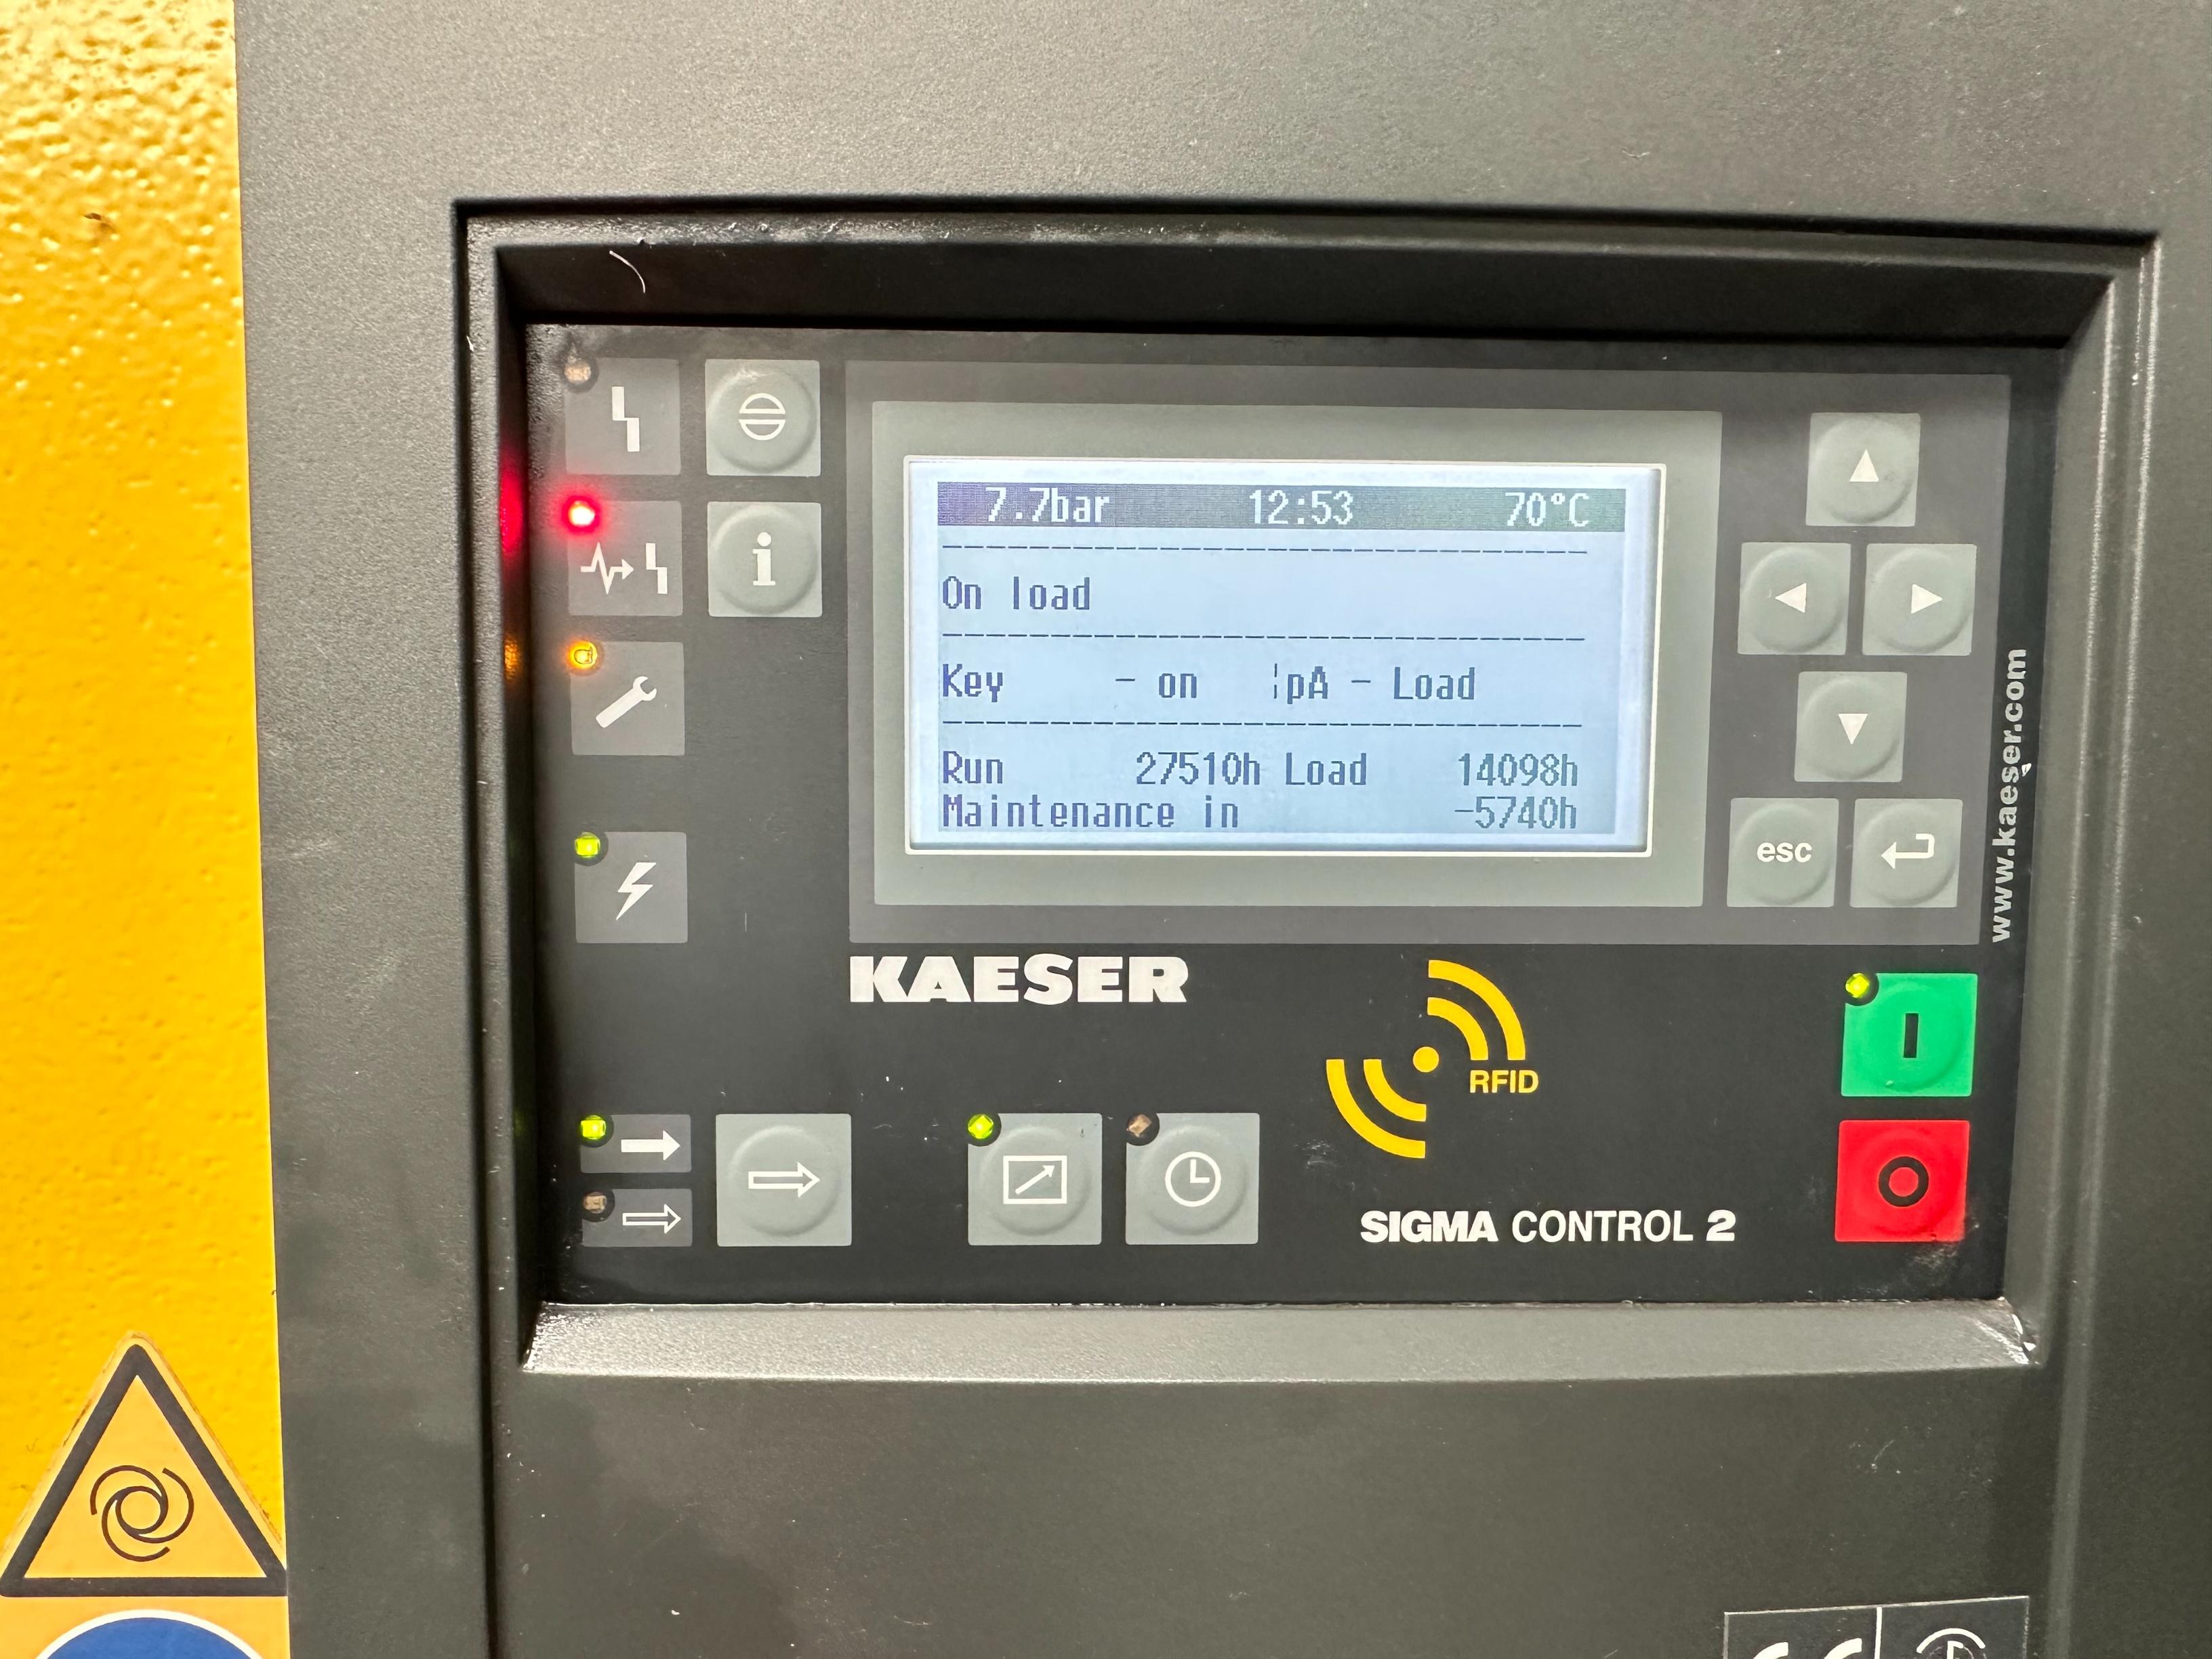 7.7bar 12:53 70°C
On load
Key - on ¦pA - Load
Run 27510h Load 14098h
Maintenance in -5740h
esc
www.kaeser.com
KAESER
RFID
SIGMA CONTROL 2
I
O
CE